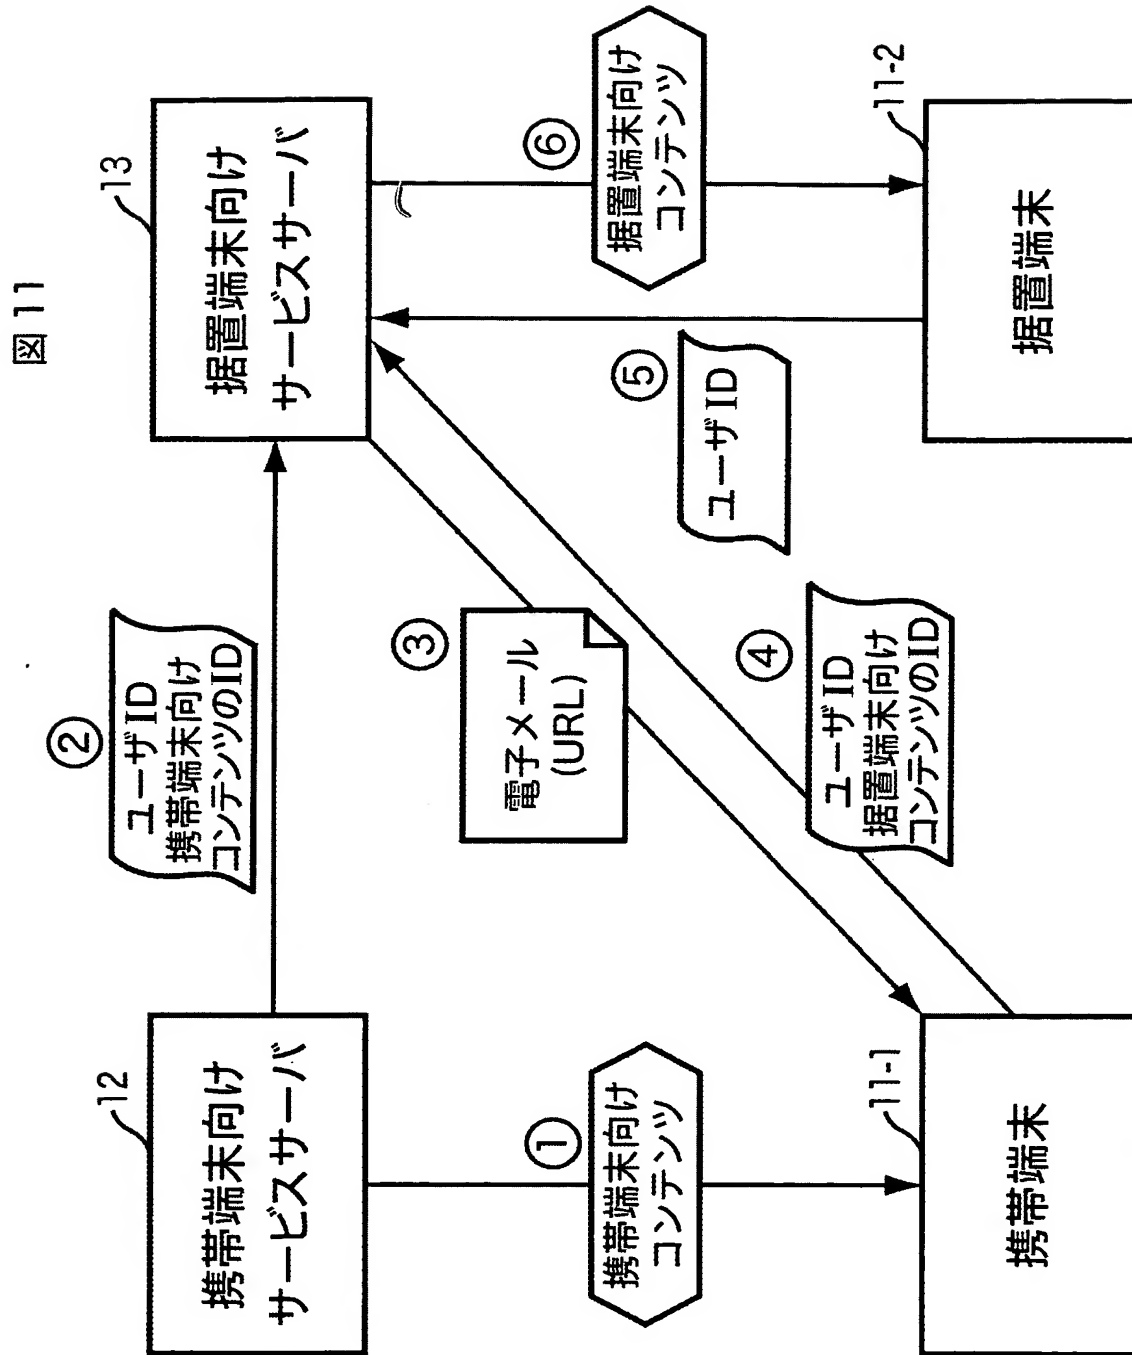 図 11
12
携帯端末向け
サービスサーバ
②
ユーザID
携帯端末向け
コンテンツのID
13
据置端末向け
サービスサーバ
①
携帯端末向け
コンテンツ
③
電子メール
(URL)
④
ユーザID
据置端末向け
コンテンツのID
⑤
ユーザID
⑥
据置端末向け
コンテンツ
11-1
携帯端末
11-2
据置端末